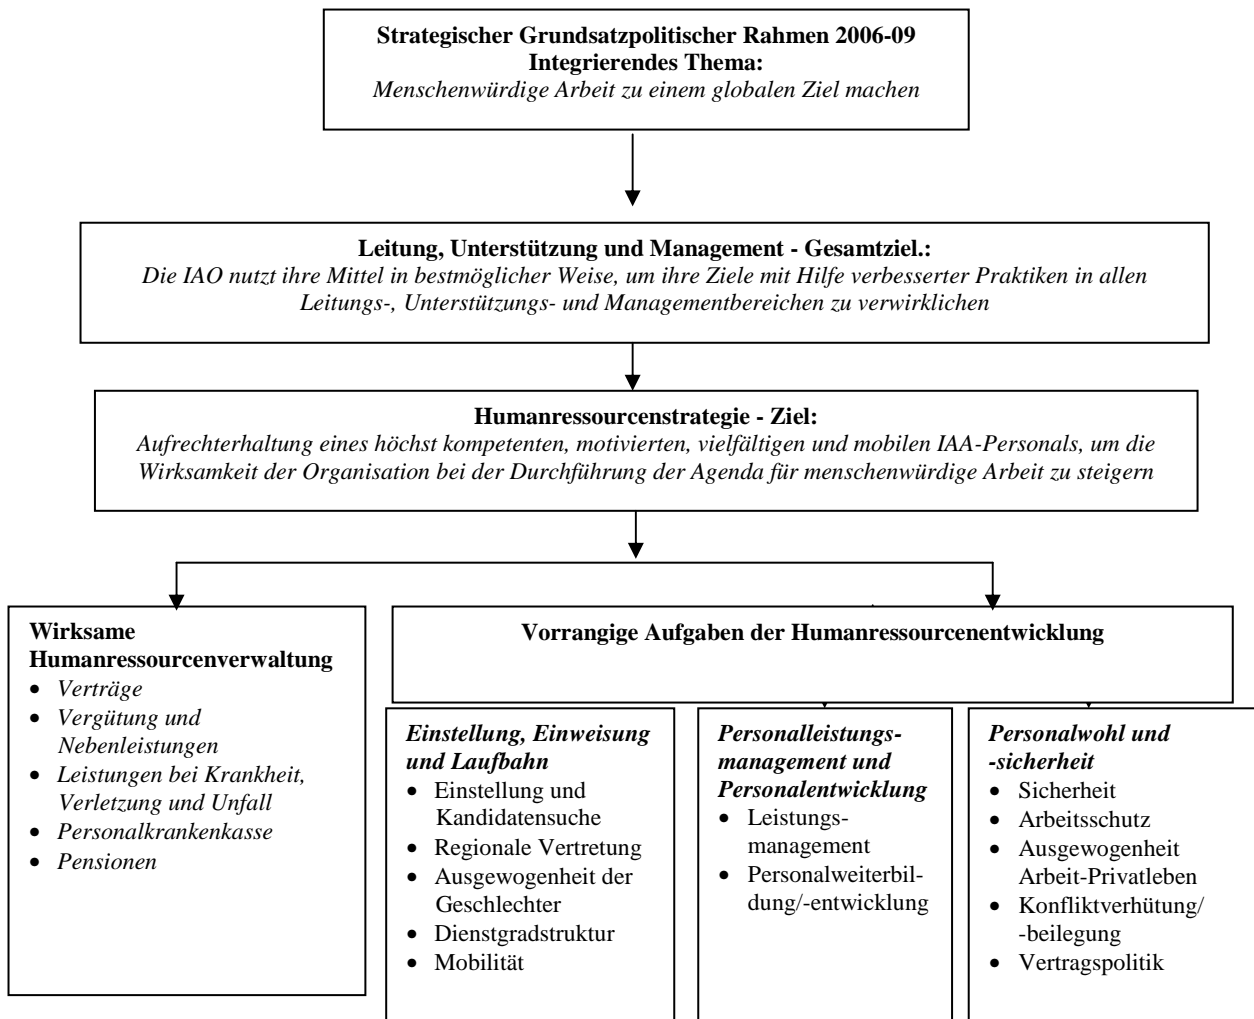 Strategischer Grundsatzpolitischer Rahmen 2006-09
Integrierendes Thema:
Menschenwürdige Arbeit zu einem globalen Ziel machen
Leitung, Unterstützung und Management - Gesamtziel.:
Die IAO nutzt ihre Mittel in bestmöglicher Weise, um ihre Ziele mit Hilfe verbesserter Praktiken in allen
Leitungs-, Unterstützungs- und Managementbereichen zu verwirklichen
Humanressourcenstrategie - Ziel:
Aufrechterhaltung eines höchst kompetenten, motivierten, vielfältigen und mobilen IAA-Personals, um die
Wirksamkeit der Organisation bei der Durchführung der Agenda für menschenwürdige Arbeit zu steigern
Wirksame
Humanressourcenverwaltung
• Verträge
• Vergütung und
Nebenleistungen
• Leistungen bei Krankheit,
Verletzung und Unfall
• Personalkrankenkasse
• Pensionen
Vorrangige Aufgaben der Humanressourcenentwicklung
Einstellung, Einweisung
und Laufbahn
• Einstellung und
Kandidatensuche
• Regionale Vertretung
• Ausgewogenheit der
Geschlechter
• Dienstgradstruktur
• Mobilität
Personalleistungs-
management und
Personalentwicklung
• Leistungs-
management
• Personalweiterbil-
dung/-entwicklung
Personalwohl und
-sicherheit
• Sicherheit
• Arbeitsschutz
• Ausgewogenheit
Arbeit-Privatleben
• Konfliktverhütung/
-beilegung
• Vertragspolitik